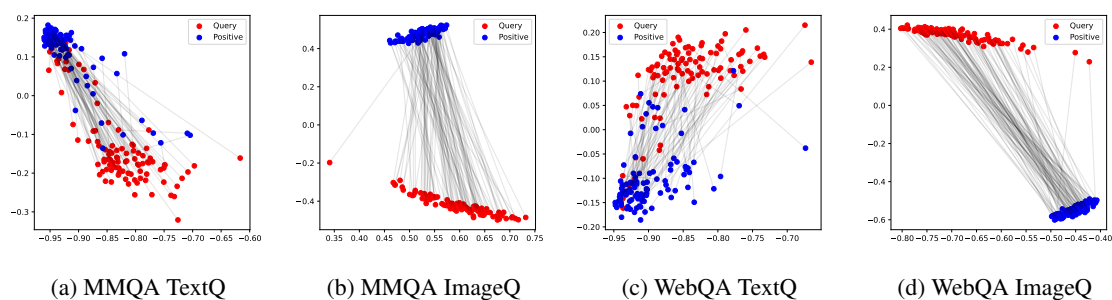 0.2
0.1
0.0
−0.1
−0.2
−0.3
−0.95 −0.90 −0.85 −0.80 −0.75 −0.70 −0.65 −0.60
Query
Positive
(a) MMQA TextQ
0.4
0.2
0.0
−0.2
−0.4
0.35 0.40 0.45 0.50 0.55 0.60 0.65 0.70 0.75
Query
Positive
(b) MMQA ImageQ
0.20
0.15
0.10
0.05
0.00
−0.05
−0.10
−0.15
−0.20
−0.95 −0.90 −0.85 −0.80 −0.75 −0.70
Query
Positive
(c) WebQA TextQ
0.4
0.2
0.0
−0.2
−0.4
−0.6
−0.80 −0.75 −0.70 −0.65 −0.60 −0.55 −0.50 −0.45 −0.40
Query
Positive
(d) WebQA ImageQ